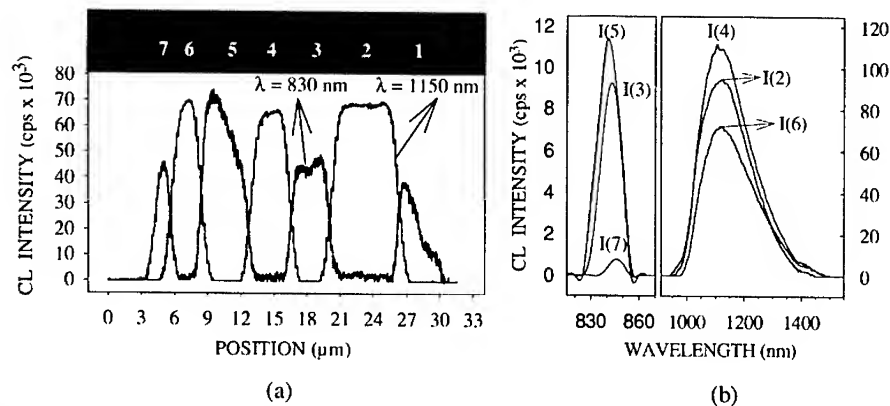 7 6 5 4 3 2 1
λ = 830 nm
λ = 1150 nm
CL INTENSITY (cps x 10³)
80
70
60
50
40
30
20
10
0
0 3 6 9 12 15 18 21 24 27 30 33
POSITION (µm)
(a)
CL INTENSITY (cps x 10³)
12
10
8
6
4
2
0
I(5)
I(3)
I(7)
I(4)
I(2)
I(6)
120
100
80
60
40
20
0
830 860 1000 1200 1400
WAVELENGTH (nm)
(b)